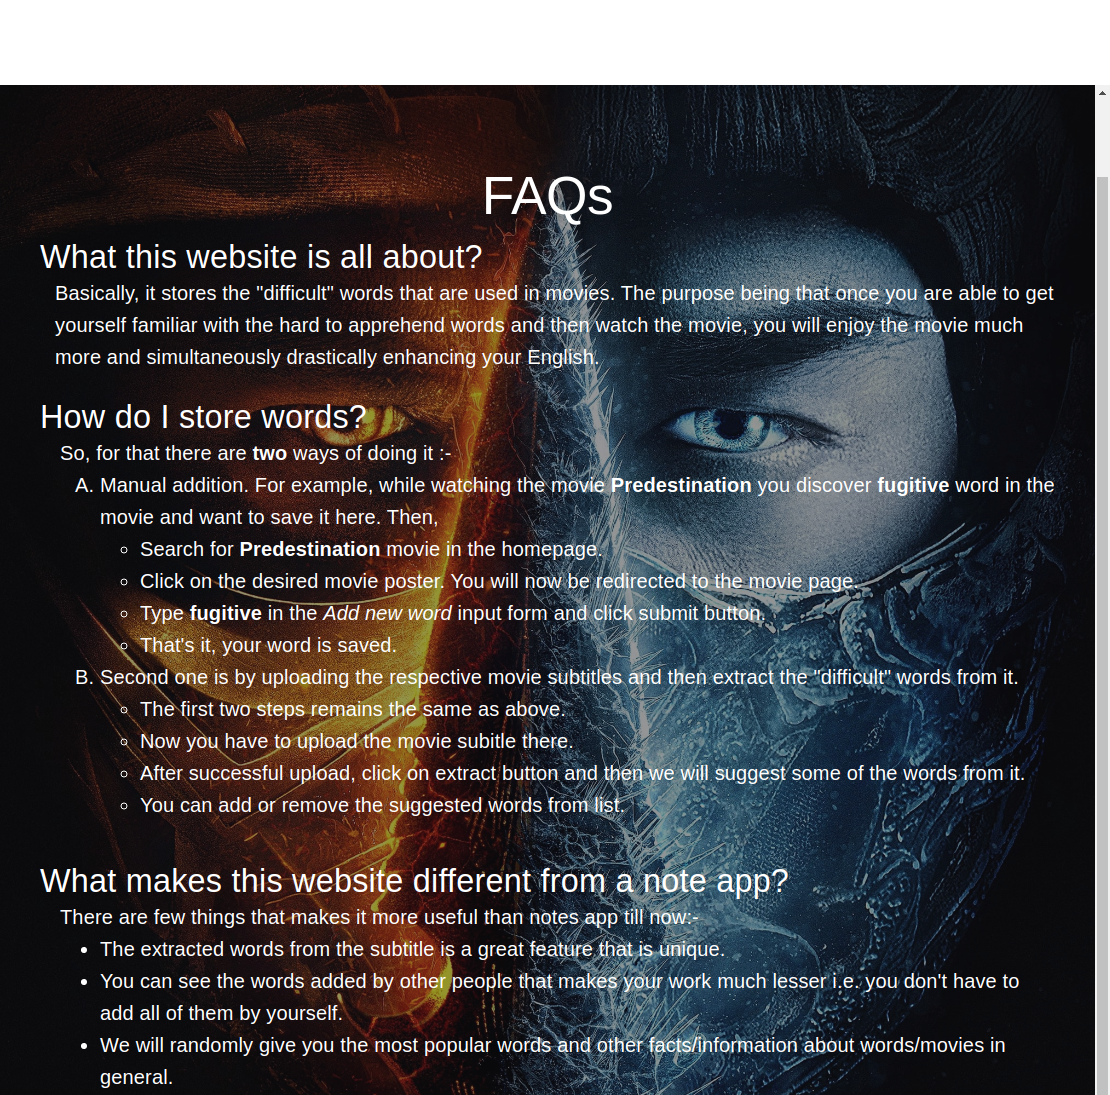 FAQs
What this website is all about?
Basically, it stores the "difficult" words that are used in movies. The purpose being that once you are able to get
yourself familiar with the hard to apprehend words and then watch the movie, you will enjoy the movie much
more and simultaneously drastically enhancing your English.
How do I store words?
So, for that there are two ways of doing it :-
A. Manual addition. For example, while watching the movie Predestination you discover fugitive word in the
movie and want to save it here. Then,
◦ Search for Predestination movie in the homepage.
◦ Click on the desired movie poster. You will now be redirected to the movie page.
◦ Type fugitive in the Add new word input form and click submit button.
◦ That's it, your word is saved.
B. Second one is by uploading the respective movie subtitles and then extract the "difficult" words from it.
◦ The first two steps remains the same as above.
◦ Now you have to upload the movie subitle there.
◦ After successful upload, click on extract button and then we will suggest some of the words from it.
◦ You can add or remove the suggested words from list.
What makes this website different from a note app?
There are few things that makes it more useful than notes app till now:-
• The extracted words from the subtitle is a great feature that is unique.
• You can see the words added by other people that makes your work much lesser i.e. you don't have to
add all of them by yourself.
• We will randomly give you the most popular words and other facts/information about words/movies in
general.